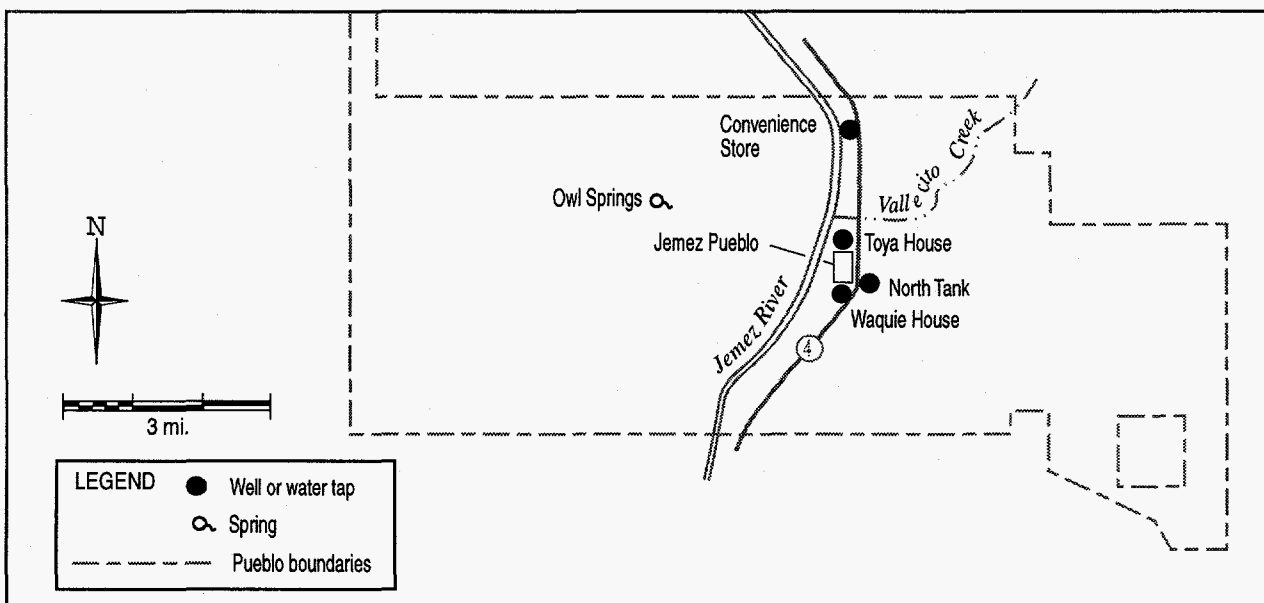 Convenience
Store
Vallecito Creek
Owl Springs
N
Jemez Pueblo
Toya House
North Tank
Waquie House
Jemez River
4
3 mi.
LEGEND
Well or water tap
Spring
Pueblo boundaries